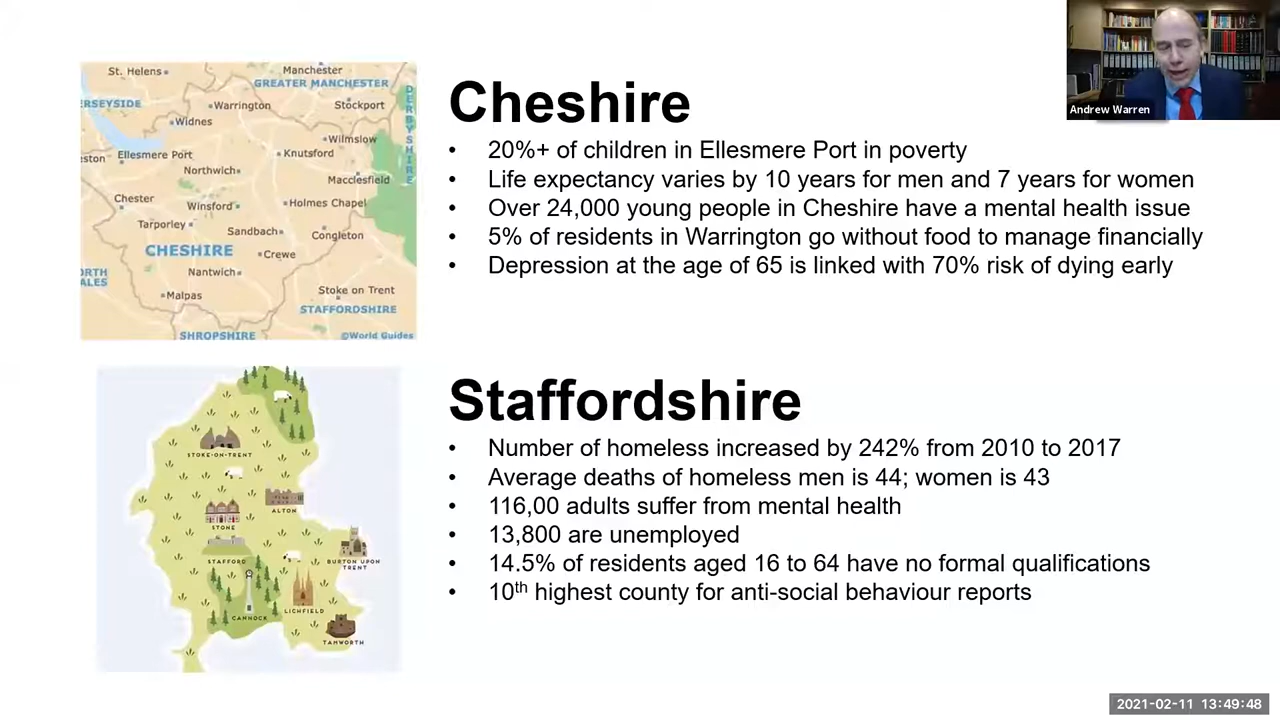 Andrew Warren
St. Helens
Manchester
GREATER MANCHESTER
ERSEYSIDE
Warrington
Stockport
DERBYSHIRE
Widnes
Wilmslow
eston
Ellesmere Port
Knutsford
Northwich
Macclesfield
Chester
Winsford
Holmes Chapel
Tarporley
Sandbach
Congleton
CHESHIRE
Crewe
ORTH
ALES
Nantwich
Malpas
Stoke on Trent
STAFFORDSHIRE
SHROPSHIRE
©World Guides
Cheshire
• 20%+ of children in Ellesmere Port in poverty
• Life expectancy varies by 10 years for men and 7 years for women
• Over 24,000 young people in Cheshire have a mental health issue
• 5% of residents in Warrington go without food to manage financially
• Depression at the age of 65 is linked with 70% risk of dying early
STOKE-ON-TRENT
ALTON
STONE
STAFFORD
BURTON UPON
TRENT
LICHFIELD
CANNOCK
TAMWORTH
Staffordshire
• Number of homeless increased by 242% from 2010 to 2017
• Average deaths of homeless men is 44; women is 43
• 116,00 adults suffer from mental health
• 13,800 are unemployed
• 14.5% of residents aged 16 to 64 have no formal qualifications
• 10th highest county for anti-social behaviour reports
2021-02-11 13:49:48